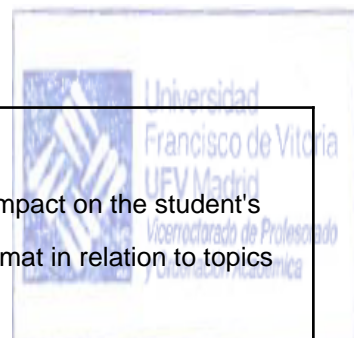 Universidad
Francisco de Vitoria
UFV Madrid
mpact on the student's
Vicerrectorado de Profesorado
mat in relation to topics
y Ordenación Académica